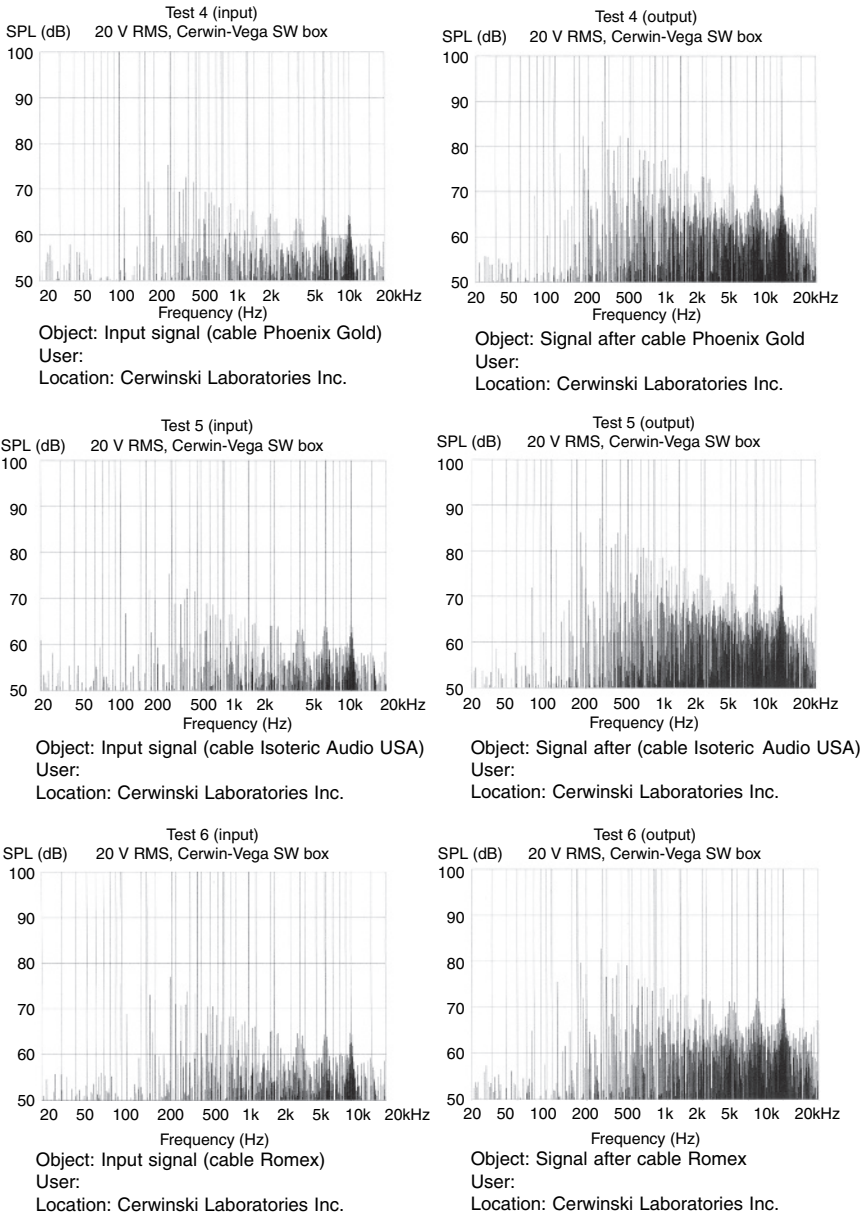 Test 4 (input)
SPL (dB) 20 V RMS, Cerwin-Vega SW box
100
90
80
70
60
50
20 50 100 200 500 1k 2k 5k 10k 20kHz
Frequency (Hz)
Object: Input signal (cable Phoenix Gold)
User:
Location: Cerwinski Laboratories Inc.
Test 4 (output)
SPL (dB) 20 V RMS, Cerwin-Vega SW box
100
90
80
70
60
50
20 50 100 200 500 1k 2k 5k 10k 20kHz
Frequency (Hz)
Object: Signal after cable Phoenix Gold
User:
Location: Cerwinski Laboratories Inc.
Test 5 (input)
SPL (dB) 20 V RMS, Cerwin-Vega SW box
100
90
80
70
60
50
20 50 100 200 500 1k 2k 5k 10k 20kHz
Frequency (Hz)
Object: Input signal (cable Isoteric Audio USA)
User:
Location: Cerwinski Laboratories Inc.
Test 5 (output)
SPL (dB) 20 V RMS, Cerwin-Vega SW box
100
90
80
70
60
50
20 50 100 200 500 1k 2k 5k 10k 20kHz
Frequency (Hz)
Object: Signal after (cable Isoteric Audio USA)
User:
Location: Cerwinski Laboratories Inc.
Test 6 (input)
SPL (dB) 20 V RMS, Cerwin-Vega SW box
100
90
80
70
60
50
20 50 100 200 500 1k 2k 5k 10k 20kHz
Frequency (Hz)
Object: Input signal (cable Romex)
User:
Location: Cerwinski Laboratories Inc.
Test 6 (output)
SPL (dB) 20 V RMS, Cerwin-Vega SW box
100
90
80
70
60
50
20 50 100 200 500 1k 2k 5k 10k 20kHz
Frequency (Hz)
Object: Signal after cable Romex
User:
Location: Cerwinski Laboratories Inc.